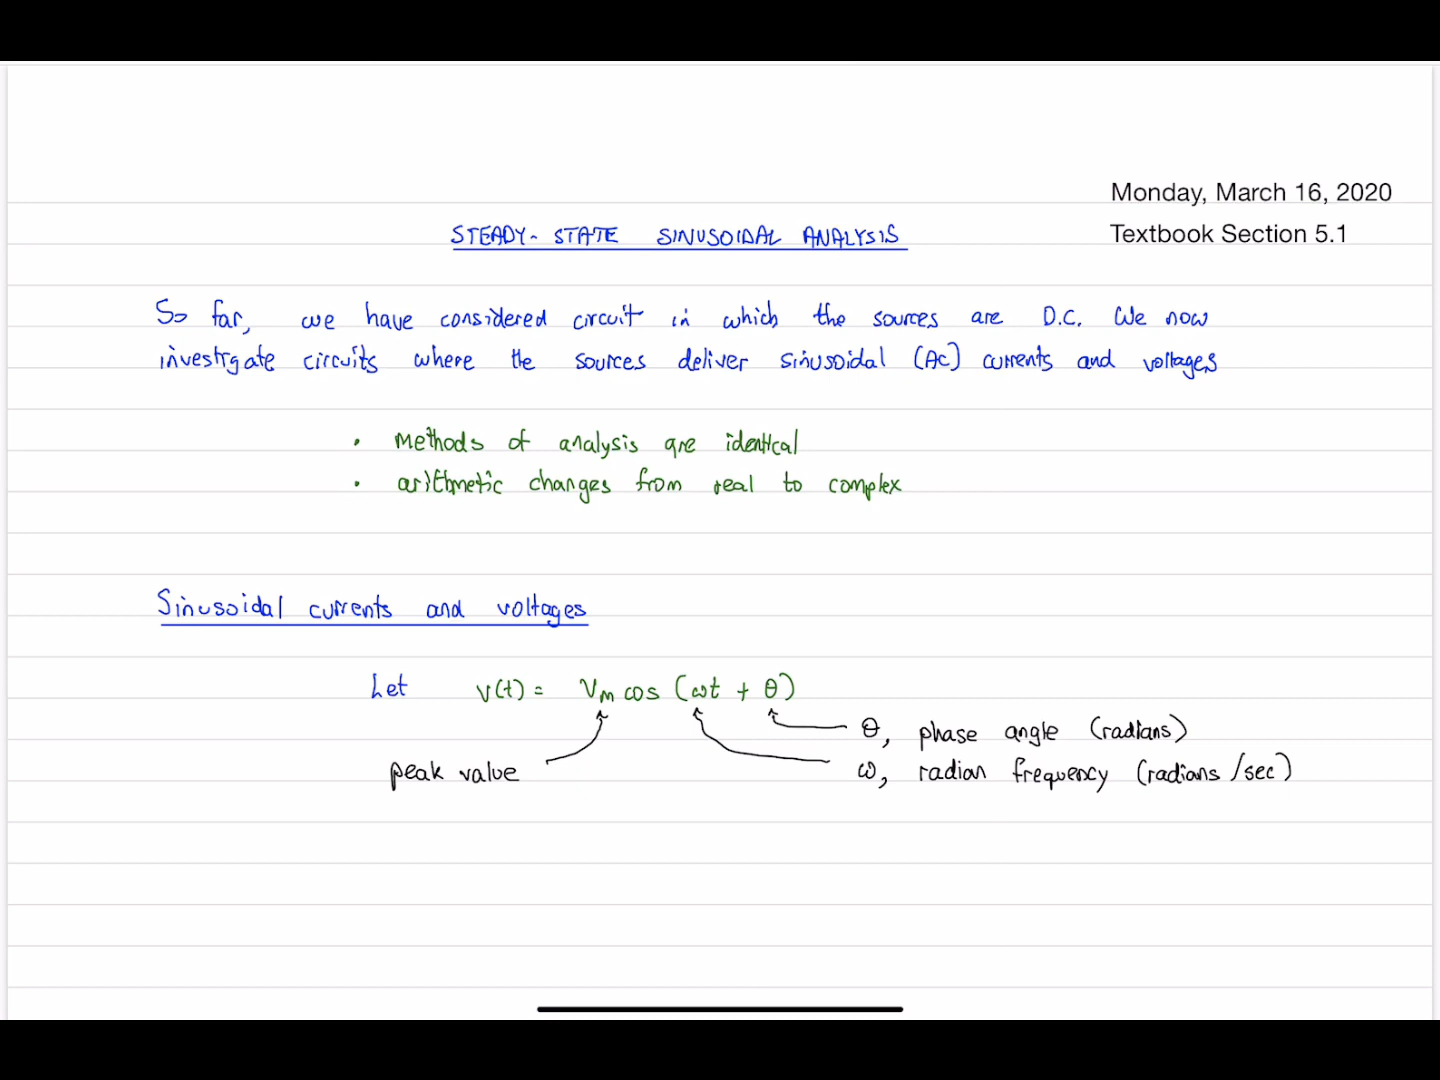 Monday, March 16, 2020
STEADY-STATE SINUSOIDAL ANALYSIS
Textbook Section 5.1
So far, we have considered circuit in which the sources are D.C. We now
investigate circuits where the sources deliver sinusoidal (AC) currents and voltages
• methods of analysis are identical
• arithmetic changes from real to complex
Sinusoidal currents and voltages
Let v(t) = Vm cos (ωt + θ)
θ, phase angle (radians)
peak value
ω, radian frequency (radians/sec)